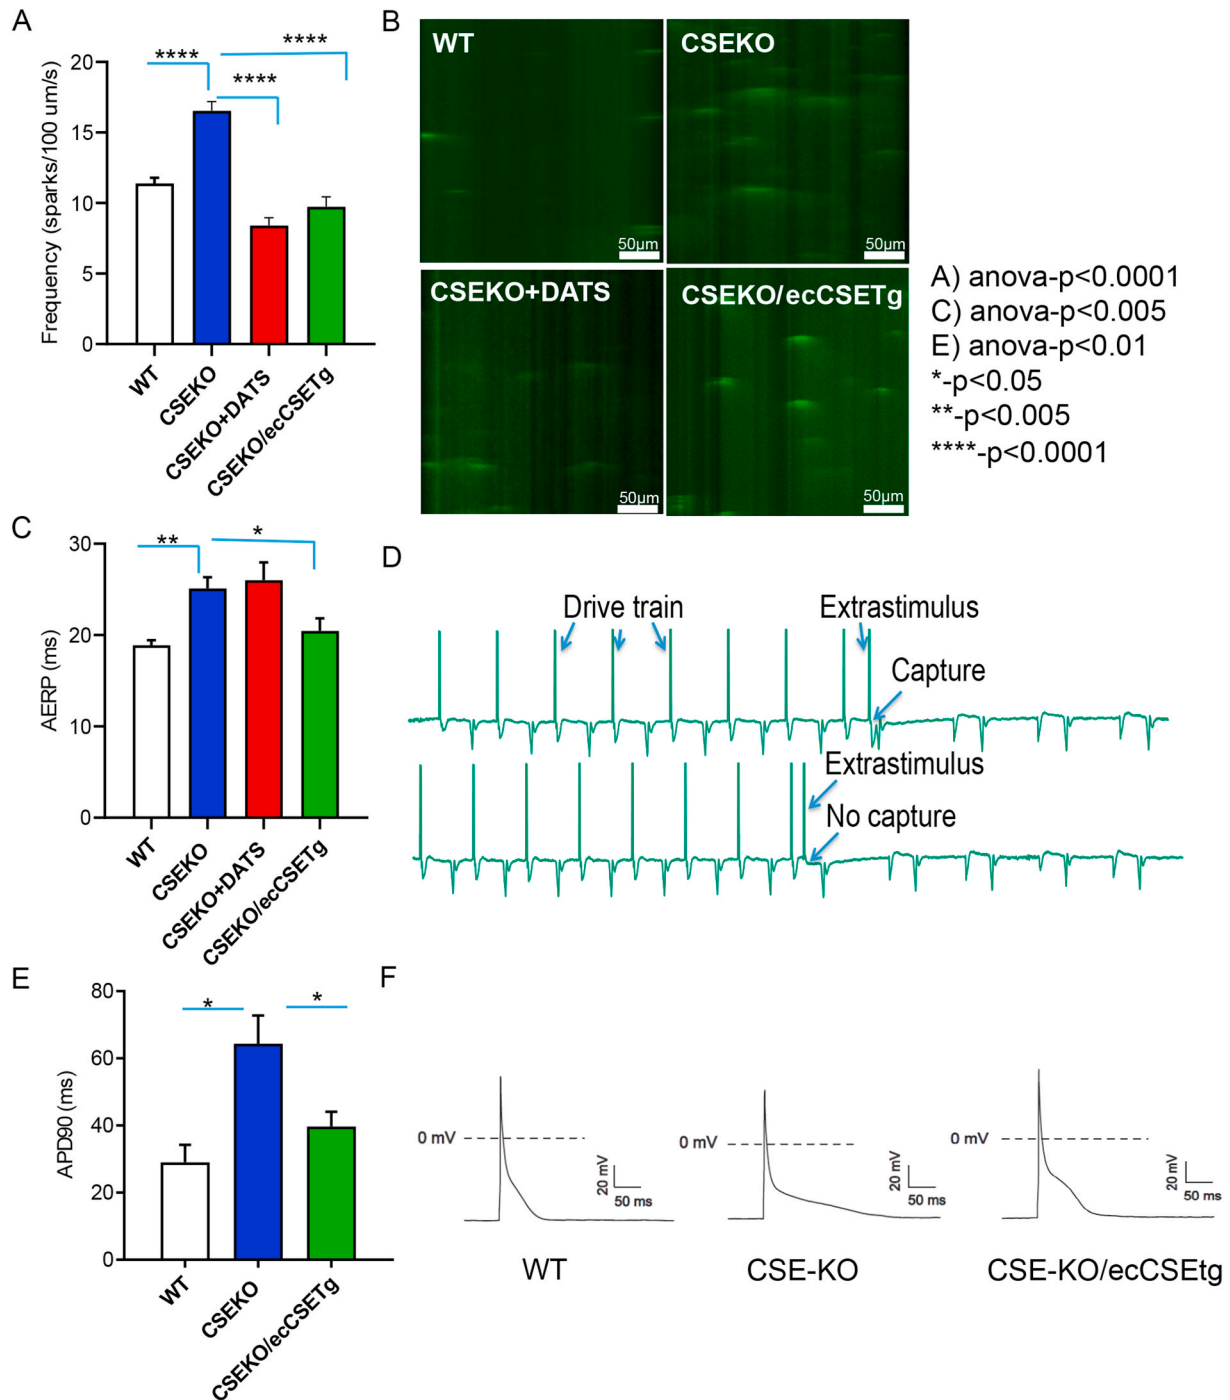 A
Frequency (sparks/100 um/s)
20
15
10
5
0
****
****
****
WT
CSEKO
CSEKO+DATS
CSEKO/ecCSETg
B
WT
50µm
CSEKO
50µm
CSEKO+DATS
50µm
CSEKO/ecCSETg
50µm
A) anova-p<0.0001
C) anova-p<0.005
E) anova-p<0.01
*-p<0.05
**-p<0.005
****-p<0.0001
C
AERP (ms)
30
20
10
0
**
*
WT
CSEKO
CSEKO+DATS
CSEKO/ecCSETg
D
Drive train
Extrastimulus
Capture
Extrastimulus
No capture
E
APD90 (ms)
80
60
40
20
0
*
*
WT
CSEKO
CSEKO/ecCSETg
F
0 mV
20 mV
50 ms
WT
0 mV
20 mV
50 ms
CSE-KO
0 mV
20 mV
50 ms
CSE-KO/ecCSEtg